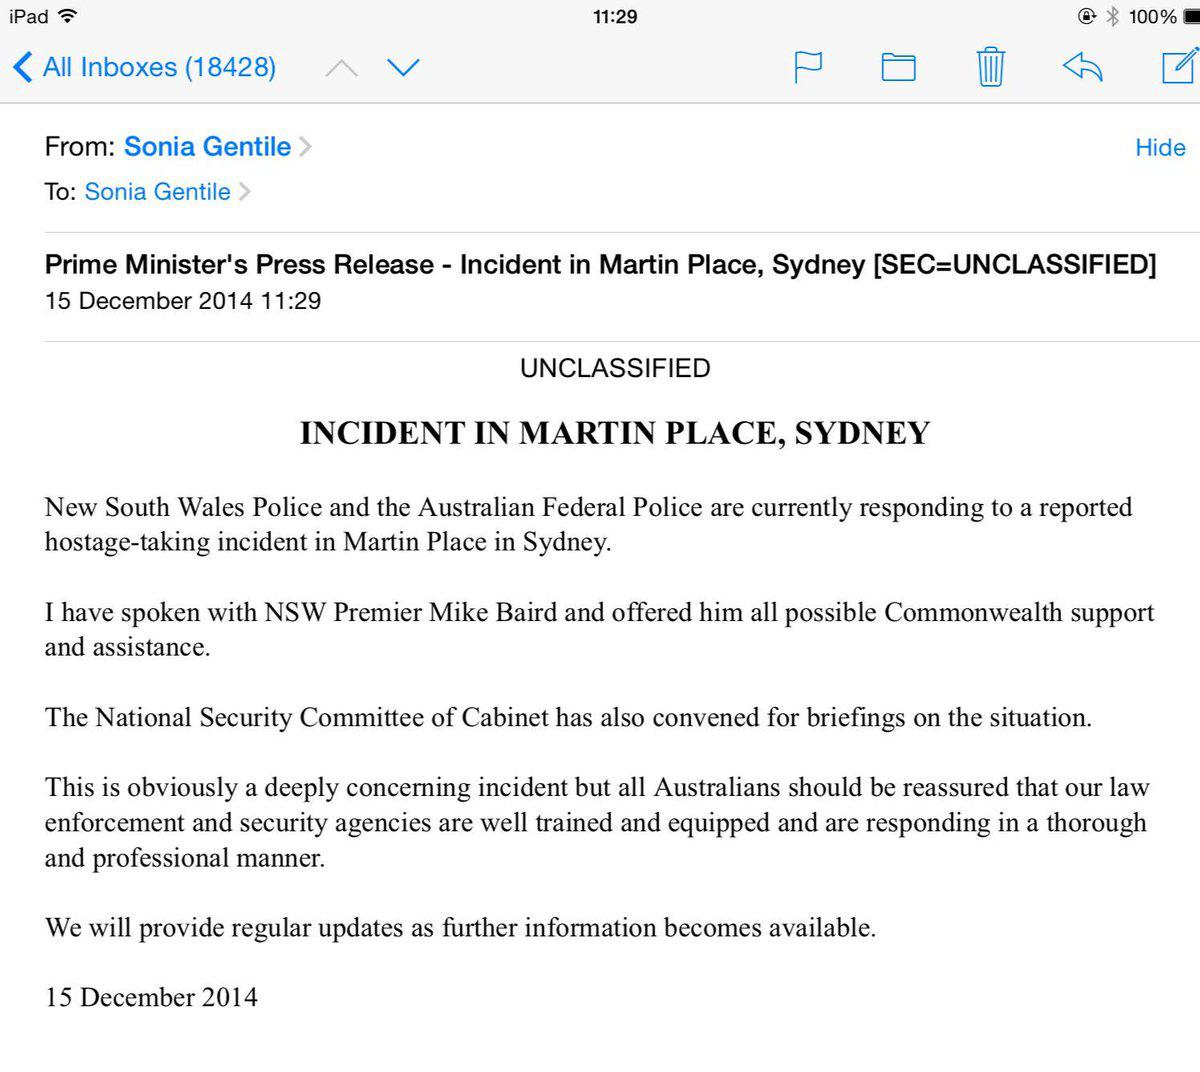 iPad 11:29 100%
All Inboxes (18428)
From: Sonia Gentile Hide
To: Sonia Gentile
Prime Minister's Press Release - Incident in Martin Place, Sydney [SEC=UNCLASSIFIED]
15 December 2014 11:29
UNCLASSIFIED
INCIDENT IN MARTIN PLACE, SYDNEY
New South Wales Police and the Australian Federal Police are currently responding to a reported
hostage-taking incident in Martin Place in Sydney.
I have spoken with NSW Premier Mike Baird and offered him all possible Commonwealth support
and assistance.
The National Security Committee of Cabinet has also convened for briefings on the situation.
This is obviously a deeply concerning incident but all Australians should be reassured that our law
enforcement and security agencies are well trained and equipped and are responding in a thorough
and professional manner.
We will provide regular updates as further information becomes available.
15 December 2014